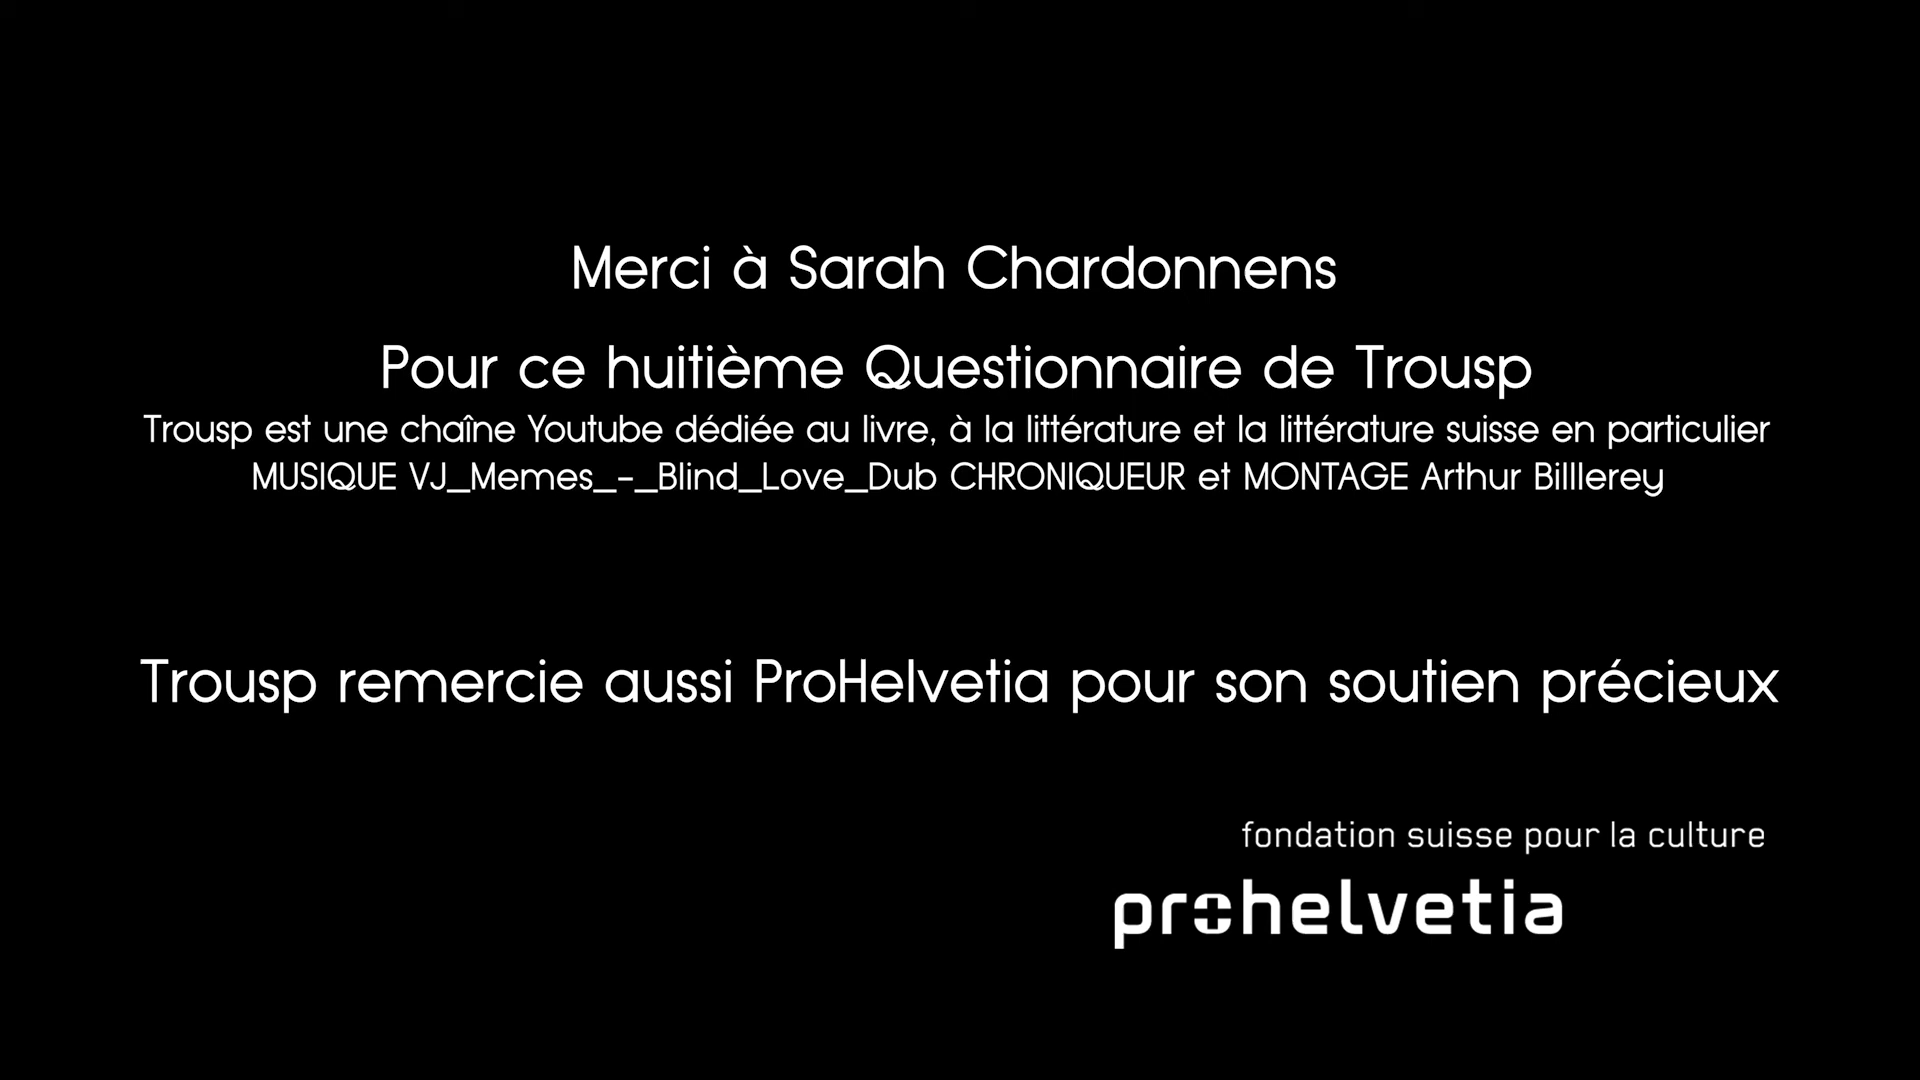 Merci à Sarah Chardonnens
Pour ce huitième Questionnaire de Trousp
Trousp est une chaîne Youtube dédiée au livre, à la littérature et la littérature suisse en particulier
MUSIQUE VJ_Memes_-_Blind_Love_Dub CHRONIQUEUR et MONTAGE Arthur Billlerey
Trousp remercie aussi ProHelvetia pour son soutien précieux
fondation suisse pour la culture
prohelvetia